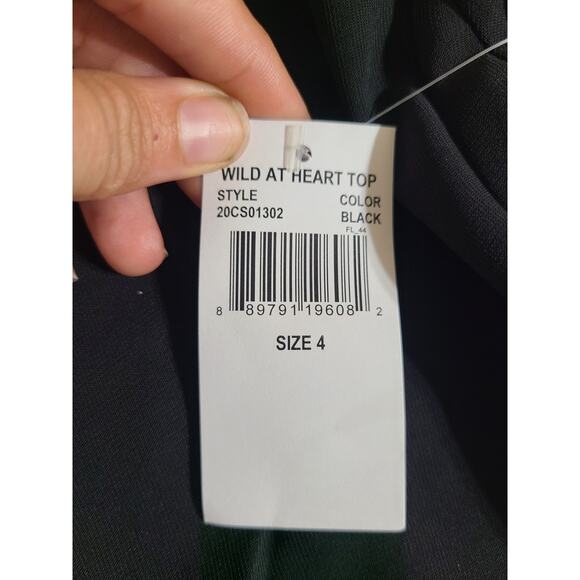 WILD AT HEART TOP
STYLE COLOR
20CS01302 BLACK
FL_44
8 89791 19608 2
SIZE 4